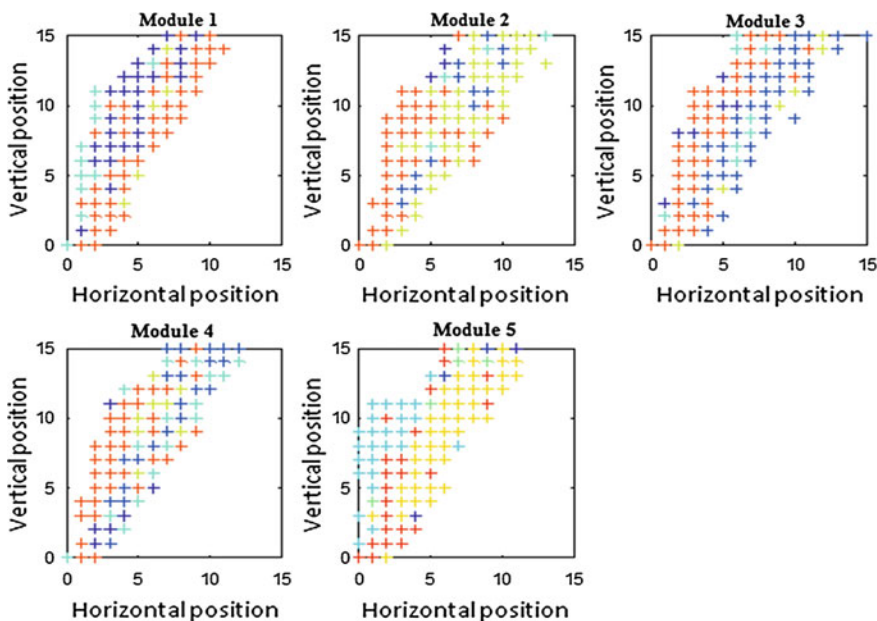 Module 1
15
10
5
0
Vertical position
0 5 10 15
Horizontal position
Module 2
15
10
5
0
Vertical position
0 5 10 15
Horizontal position
Module 3
15
10
5
0
Vertical position
0 5 10 15
Horizontal position
Module 4
15
10
5
0
Vertical position
0 5 10 15
Horizontal position
Module 5
15
10
5
0
Vertical position
0 5 10 15
Horizontal position